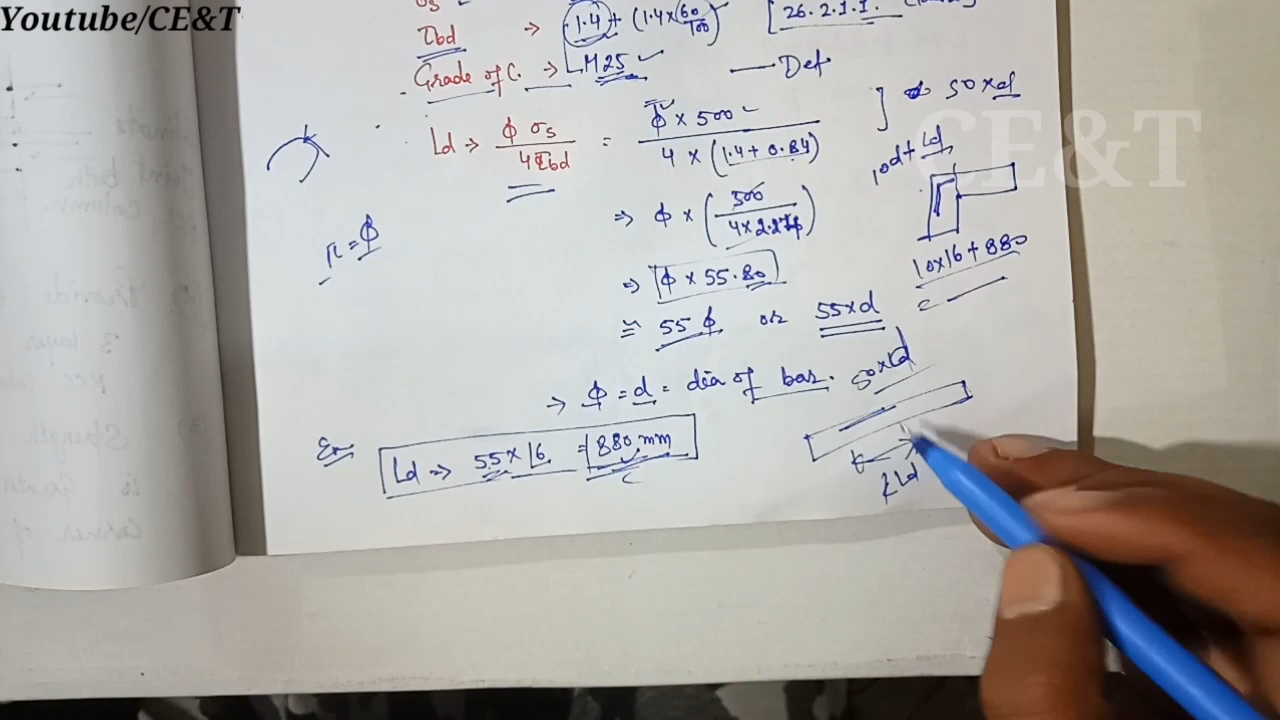 Youtube/CE&T
σs
τbd → 1.4 + (1.4 × 60/100) [26.2.1.1.
Grade of C. → M25 — Def
Ld → ϕ σs / 4 τbd = ϕ × 500 / 4 × (1.4 + 0.84) ] 50×d
10d + Ld
CE&T
⇒ ϕ × (500 / 4×2.24)
r = ϕ
⇒ ϕ × 55.80
10×16 + 880
≅ 55 ϕ or 55×d
→ ϕ = d = dia of bar. 50×d
Ex
Ld ⇒ 55×16 = 880 mm
Ld